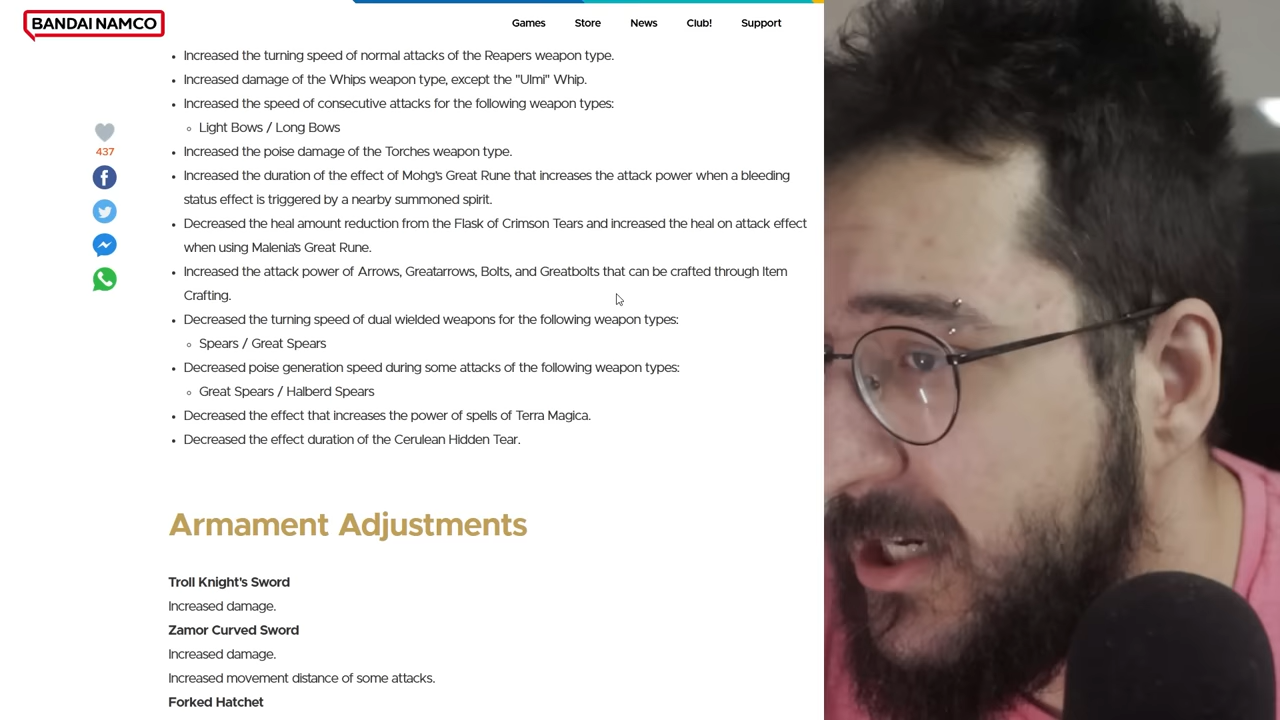 BANDAI NAMCO
Games Store News Club! Support
Increased the turning speed of normal attacks of the Reapers weapon type.
Increased damage of the Whips weapon type, except the "Ulmi" Whip.
Increased the speed of consecutive attacks for the following weapon types:
Light Bows / Long Bows
Increased the poise damage of the Torches weapon type.
Increased the duration of the effect of Mohg's Great Rune that increases the attack power when a bleeding
status effect is triggered by a nearby summoned spirit.
Decreased the heal amount reduction from the Flask of Crimson Tears and increased the heal on attack effect
when using Malenia's Great Rune.
Increased the attack power of Arrows, Greatarrows, Bolts, and Greatbolts that can be crafted through Item
Crafting.
Decreased the turning speed of dual wielded weapons for the following weapon types:
Spears / Great Spears
Decreased poise generation speed during some attacks of the following weapon types:
Great Spears / Halberd Spears
Decreased the effect that increases the power of spells of Terra Magica.
Decreased the effect duration of the Cerulean Hidden Tear.
437
Armament Adjustments
Troll Knight's Sword
Increased damage.
Zamor Curved Sword
Increased damage.
Increased movement distance of some attacks.
Forked Hatchet